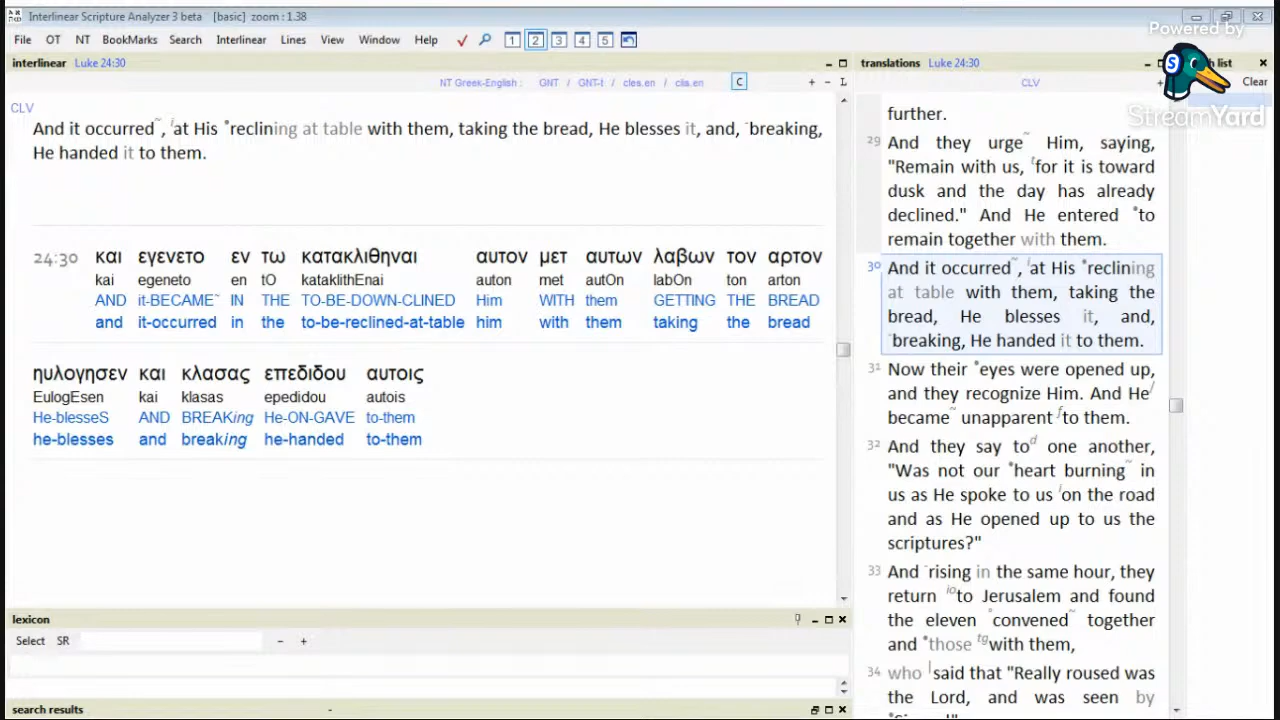 Interlinear Scripture Analyzer 3 beta [basic] zoom : 1.38
Powered by
StreamYard
File OT NT BookMarks Search Interlinear Lines View Window Help 1 2 3 4 5
interlinear Luke 24:30
NT Greek-English : GNT / GNT-t / cles.en / clis.en C + −
CLV
And it occurred~, iat His •reclining at table with them, taking the bread, He blesses it, and, ‾breaking,
He handed it to them.
24:30 και εγενετο εν τω κατακλιθηναι αυτον μετ αυτων λαβων τον αρτον
kai egeneto en tO kataklithEnai auton met autOn labOn ton arton
AND it-BECAME~ IN THE TO-BE-DOWN-CLINED Him WITH them GETTING THE BREAD
and it-occurred in the to-be-reclined-at-table him with them taking the bread
ηυλογησεν και κλασας επεδιδου αυτοις
EulogEsen kai klasas epedidou autois
He-blesseS AND BREAKing He-ON-GAVE to-them
he-blesses and breaking he-handed to-them
lexicon
Select SR − +
search results -
translations Luke 24:30
list
CLV + Clear
further.
29 And they urge~ Him, saying,
"Remain with us, tfor it is toward
dusk and the day has already
declined." And He entered •to
remain together with them.
30 And it occurred~, iat His •reclining
at table with them, taking the
bread, He blesses it, and,
‾breaking, He handed it to them.
31 Now their •eyes were opened up,
and they recognize Him. And He/
became~ unapparent fto them.
32 And they say tod one another,
"Was not our •heart burning~ in
us as He spoke to us ion the road
and as He opened up to us the
scriptures?"
33 And ‾rising in the same hour, they
return ioto Jerusalem and found
the eleven °convened~ together
and •those tgwith them,
34 who |said that "Really roused was
the Lord, and was seen by